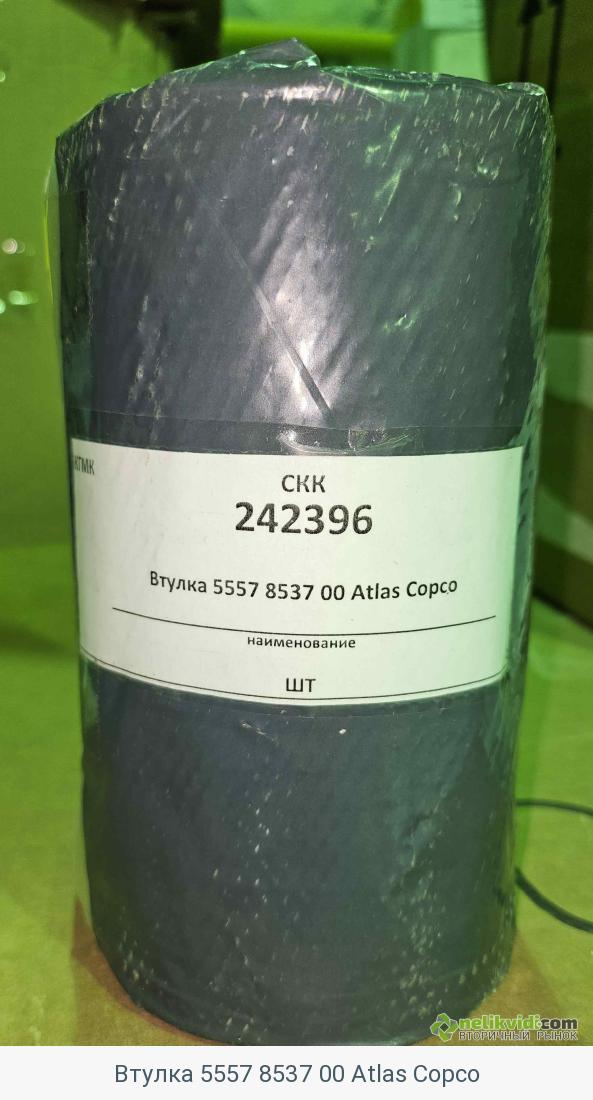 КГМК
СКК
242396
Втулка 5557 8537 00 Atlas Copco
наименование
шт
nelikvidi.com
ВТОРИЧНЫЙ РЫНОК
Втулка 5557 8537 00 Atlas Copco